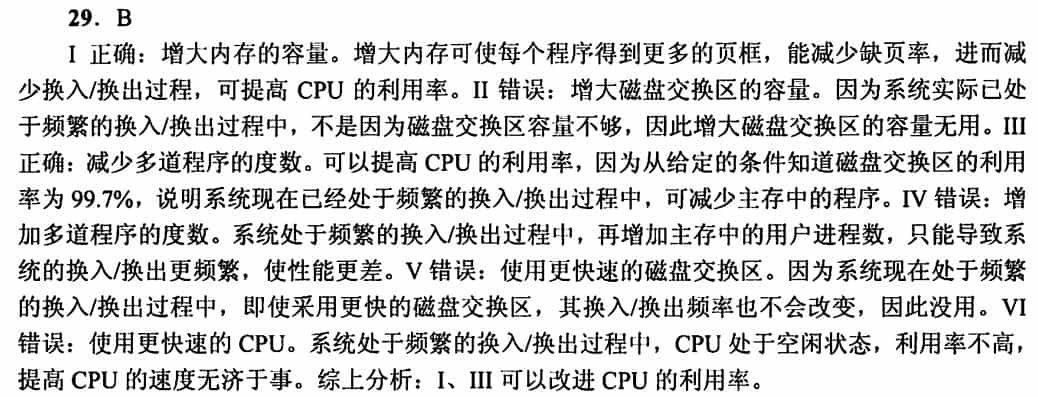 29. B
I 正确：增大内存的容量。增大内存可使每个程序得到更多的页框，能减少缺页率，进而减
少换入/换出过程，可提高 CPU 的利用率。II 错误：增大磁盘交换区的容量。因为系统实际已处
于频繁的换入/换出过程中，不是因为磁盘交换区容量不够，因此增大磁盘交换区的容量无用。III
正确：减少多道程序的度数。可以提高 CPU 的利用率，因为从给定的条件知道磁盘交换区的利用
率为 99.7%，说明系统现在已经处于频繁的换入/换出过程中，可减少主存中的程序。IV 错误：增
加多道程序的度数。系统处于频繁的换入/换出过程中，再增加主存中的用户进程数，只能导致系
统的换入/换出更频繁，使性能更差。V 错误：使用更快速的磁盘交换区。因为系统现在处于频繁
的换入/换出过程中，即使采用更快的磁盘交换区，其换入/换出频率也不会改变，因此没用。VI
错误：使用更快速的 CPU。系统处于频繁的换入/换出过程中，CPU 处于空闲状态，利用率不高，
提高 CPU 的速度无济于事。综上分析：I、III 可以改进 CPU 的利用率。